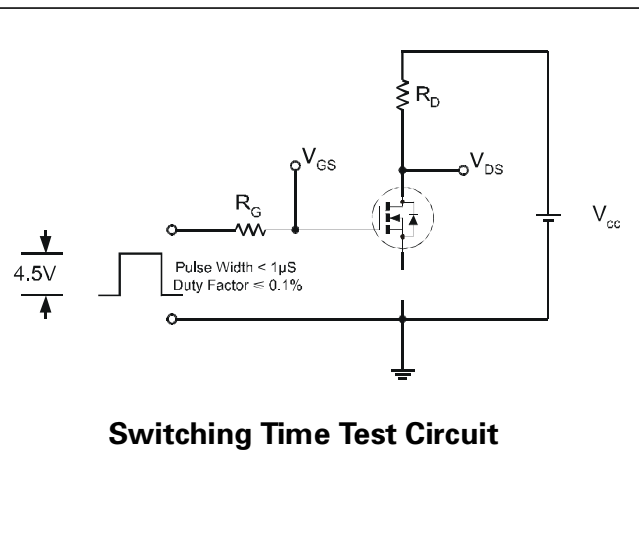 R_D
V_GS
V_DS
R_G
V_cc
4.5V
Pulse Width < 1µS
Duty Factor ≤ 0.1%
Switching Time Test Circuit